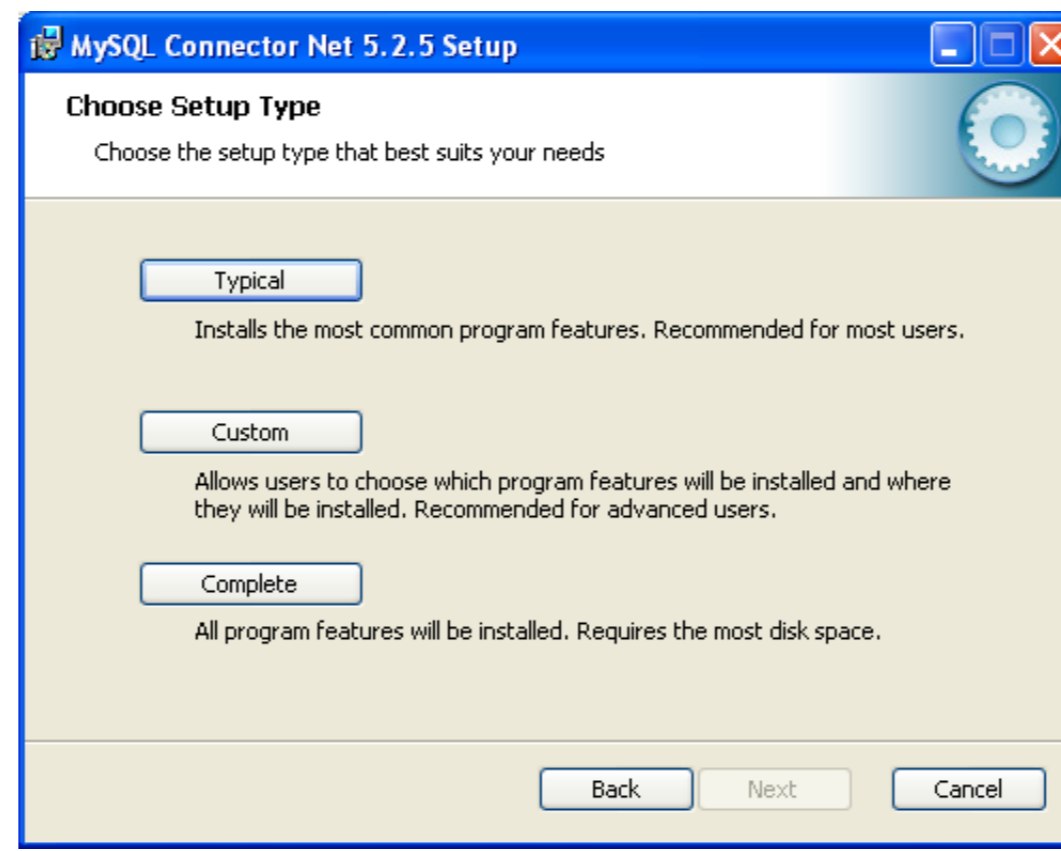 MySQL Connector Net 5.2.5 Setup
Choose Setup Type
Choose the setup type that best suits your needs
Typical
Installs the most common program features. Recommended for most users.
Custom
Allows users to choose which program features will be installed and where
they will be installed. Recommended for advanced users.
Complete
All program features will be installed. Requires the most disk space.
Back Next Cancel